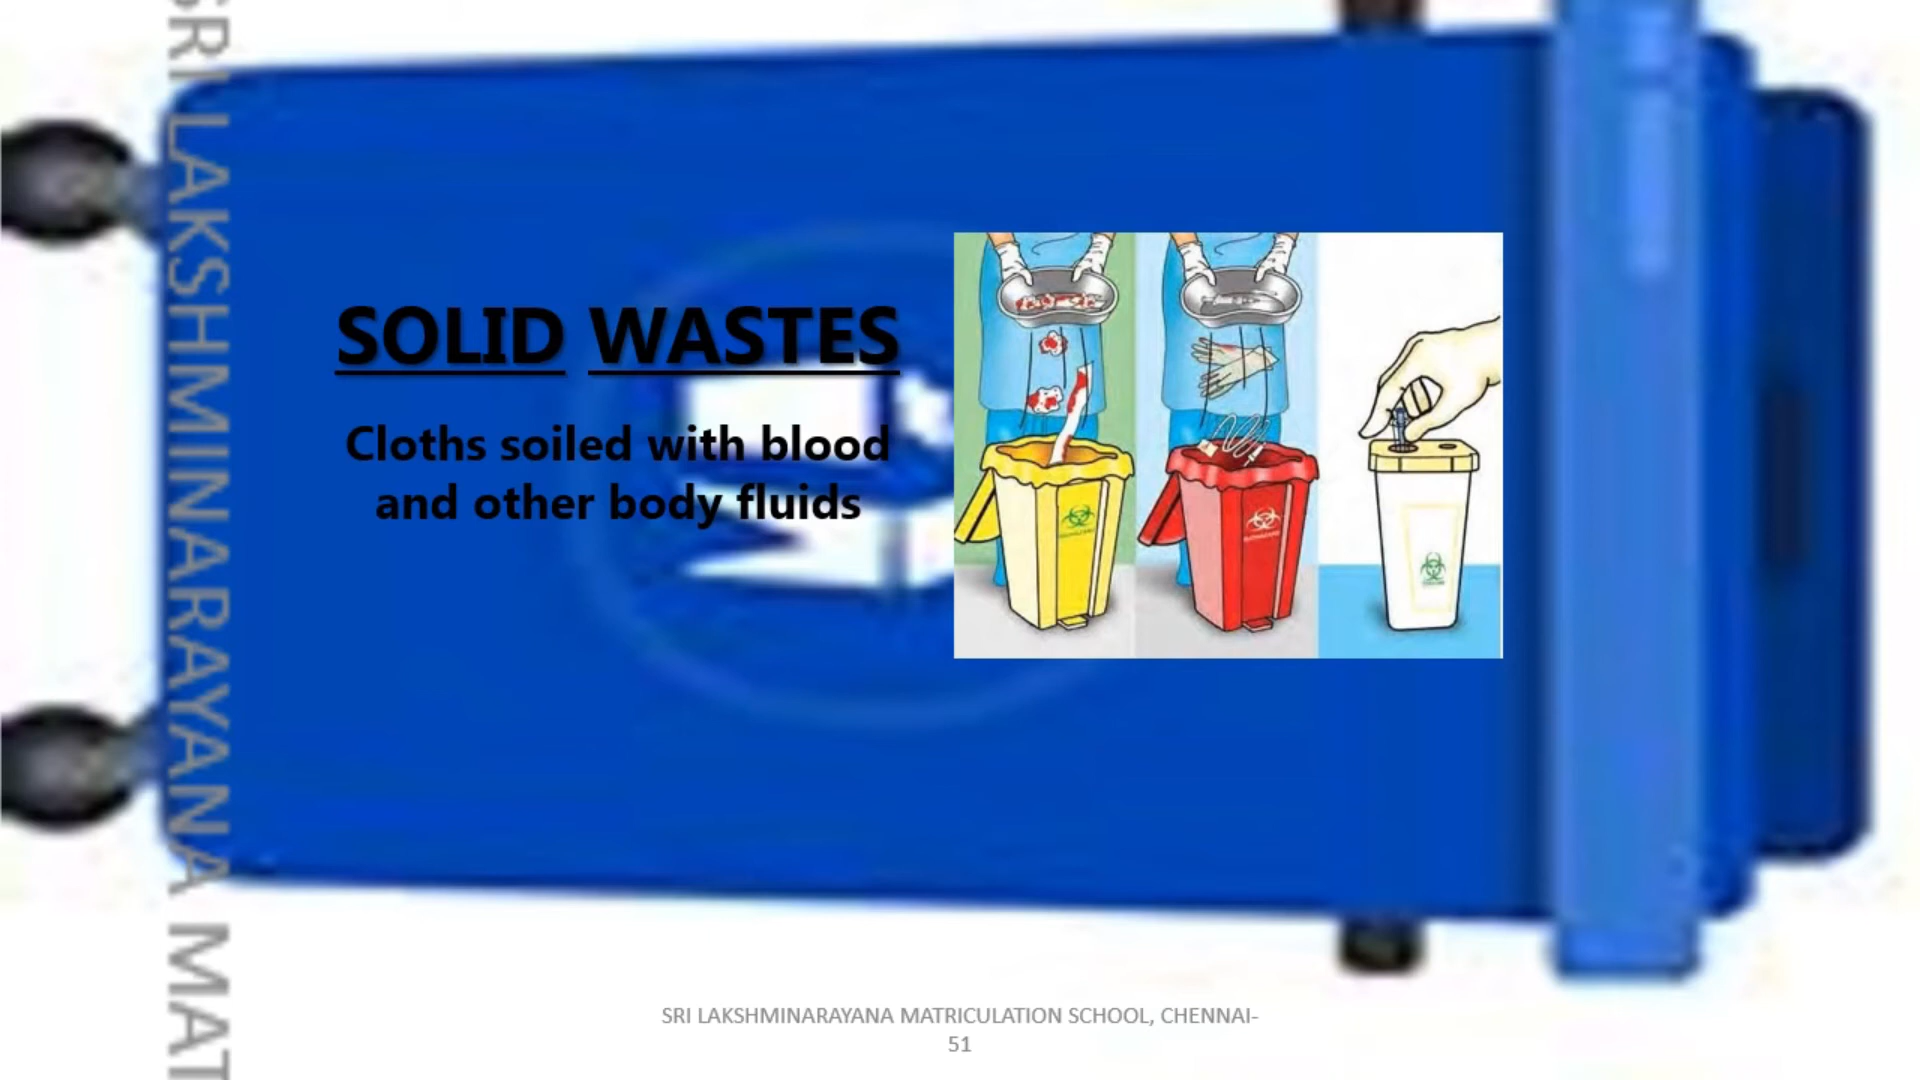 SRI LAKSHMINARAYANA MAT
SOLID WASTES
Cloths soiled with blood
and other body fluids
SRI LAKSHMINARAYANA MATRICULATION SCHOOL, CHENNAI-
51